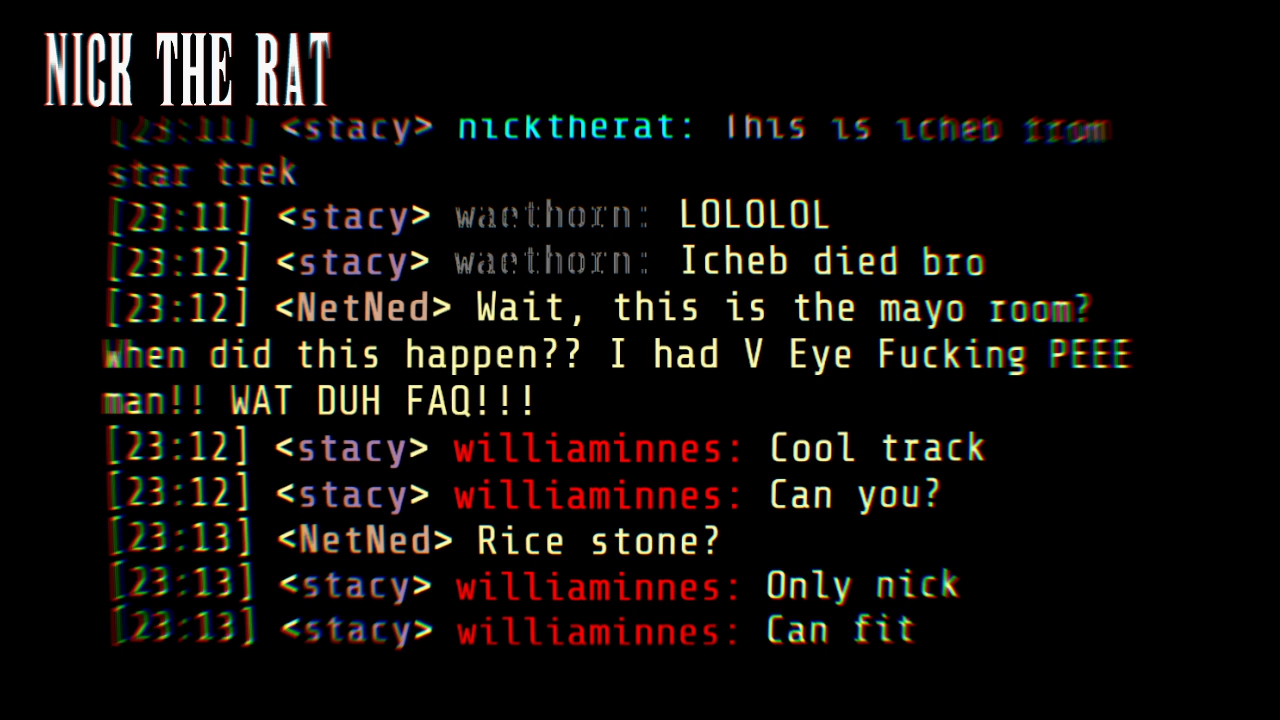 NICK THE RAT
[23:11] <stacy> nicktherat: This is icheb from
star trek
[23:11] <stacy> waethorn: LOLOLOL
[23:12] <stacy> waethorn: Icheb died bro
[23:12] <NetNed> Wait, this is the mayo room?
When did this happen?? I had V Eye Fucking PEEE
man!! WAT DUH FAQ!!!
[23:12] <stacy> williaminnes: Cool track
[23:12] <stacy> williaminnes: Can you?
[23:13] <NetNed> Rice stone?
[23:13] <stacy> williaminnes: Only nick
[23:13] <stacy> williaminnes: Can fit